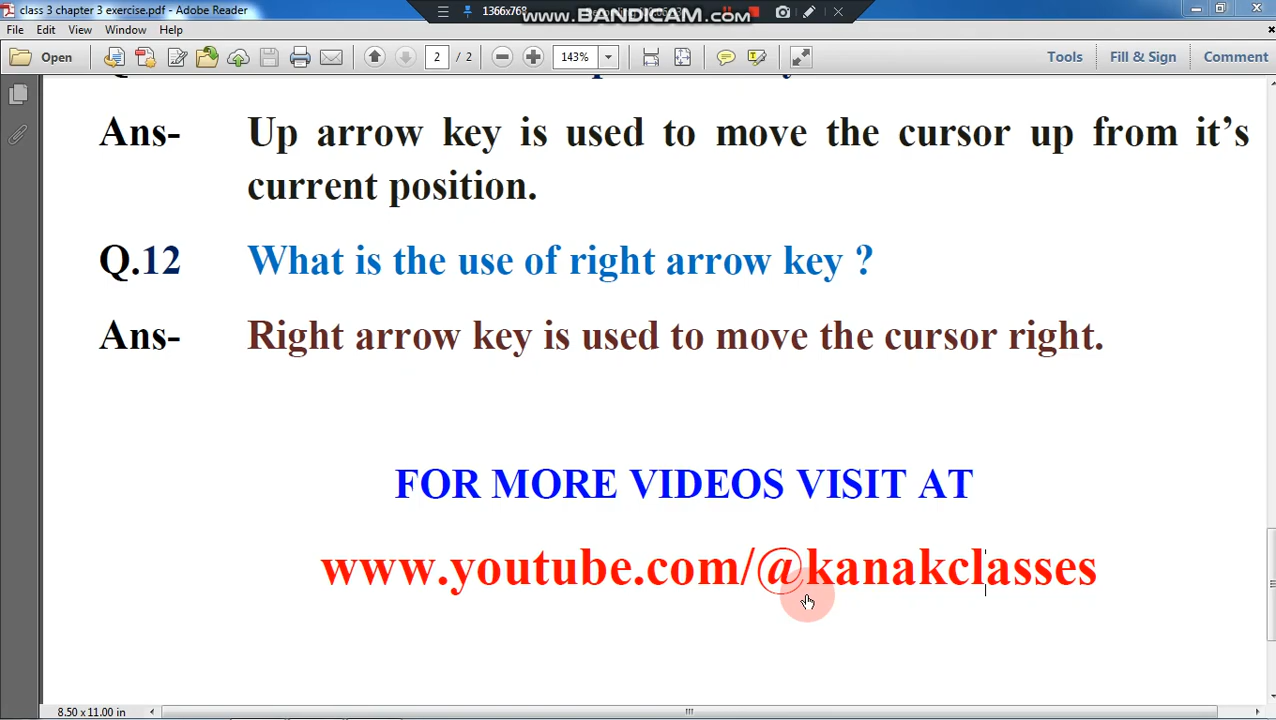 class 3 chapter 3 exercise.pdf - Adobe Reader
1366x768
www.BANDICAM.com
File Edit View Window Help
Open
2 / 2
143%
Tools Fill & Sign Comment
Ans- Up arrow key is used to move the cursor up from it’s
current position.
Q.12 What is the use of right arrow key ?
Ans- Right arrow key is used to move the cursor right.
FOR MORE VIDEOS VISIT AT
www.youtube.com/@kanakclasses
8.50 x 11.00 in